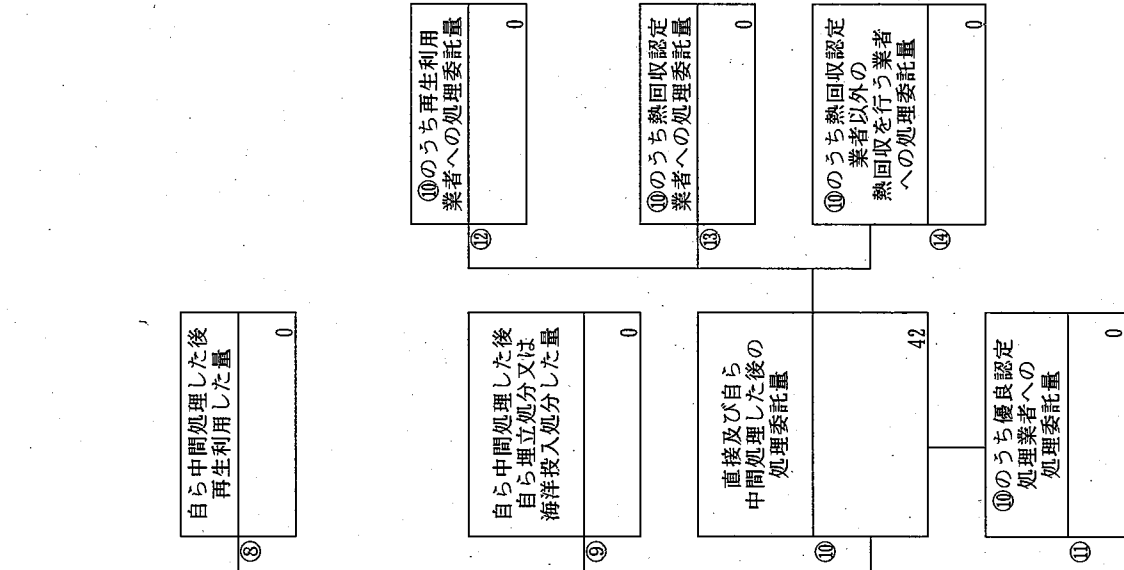 ⑧
自ら中間処理した後
再生利用した量
0
⑨
自ら中間処理した後
自ら埋立処分又は
海洋投入処分した量
0
⑩
直接及び自ら
中間処理した後の
処理委託量
42
⑪
⑩のうち優良認定
処理業者への
処理委託量
0
⑫
⑩のうち再生利用
業者への処理委託量
0
⑬
⑩のうち熱回収認定
業者への処理委託量
0
⑭
⑩のうち熱回収認定
業者以外の
熱回収を行う業者
への処理委託量
0